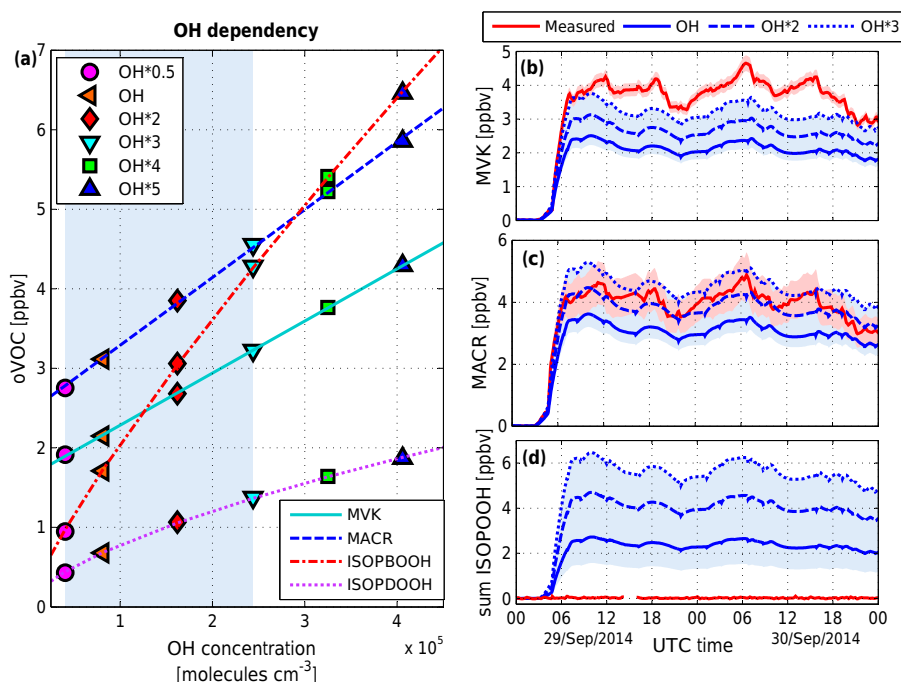 OH dependency
(a)
OH*0.5
OH
OH*2
OH*3
OH*4
OH*5
7
6
5
4
3
2
1
0
oVOC [ppbv]
MVK
MACR
ISOPBOOH
ISOPDOOH
1 2 3 4
OH concentration
x 10^5
[molecules cm^-3]
Measured OH OH*2 OH*3
(b)
5
4
3
2
1
0
MVK [ppbv]
(c)
6
4
2
0
MACR [ppbv]
(d)
6
4
2
0
sum ISOPOOH [ppbv]
00 03 06 09 12 18 00 06 12 18 00
29/Sep/2014 UTC time 30/Sep/2014